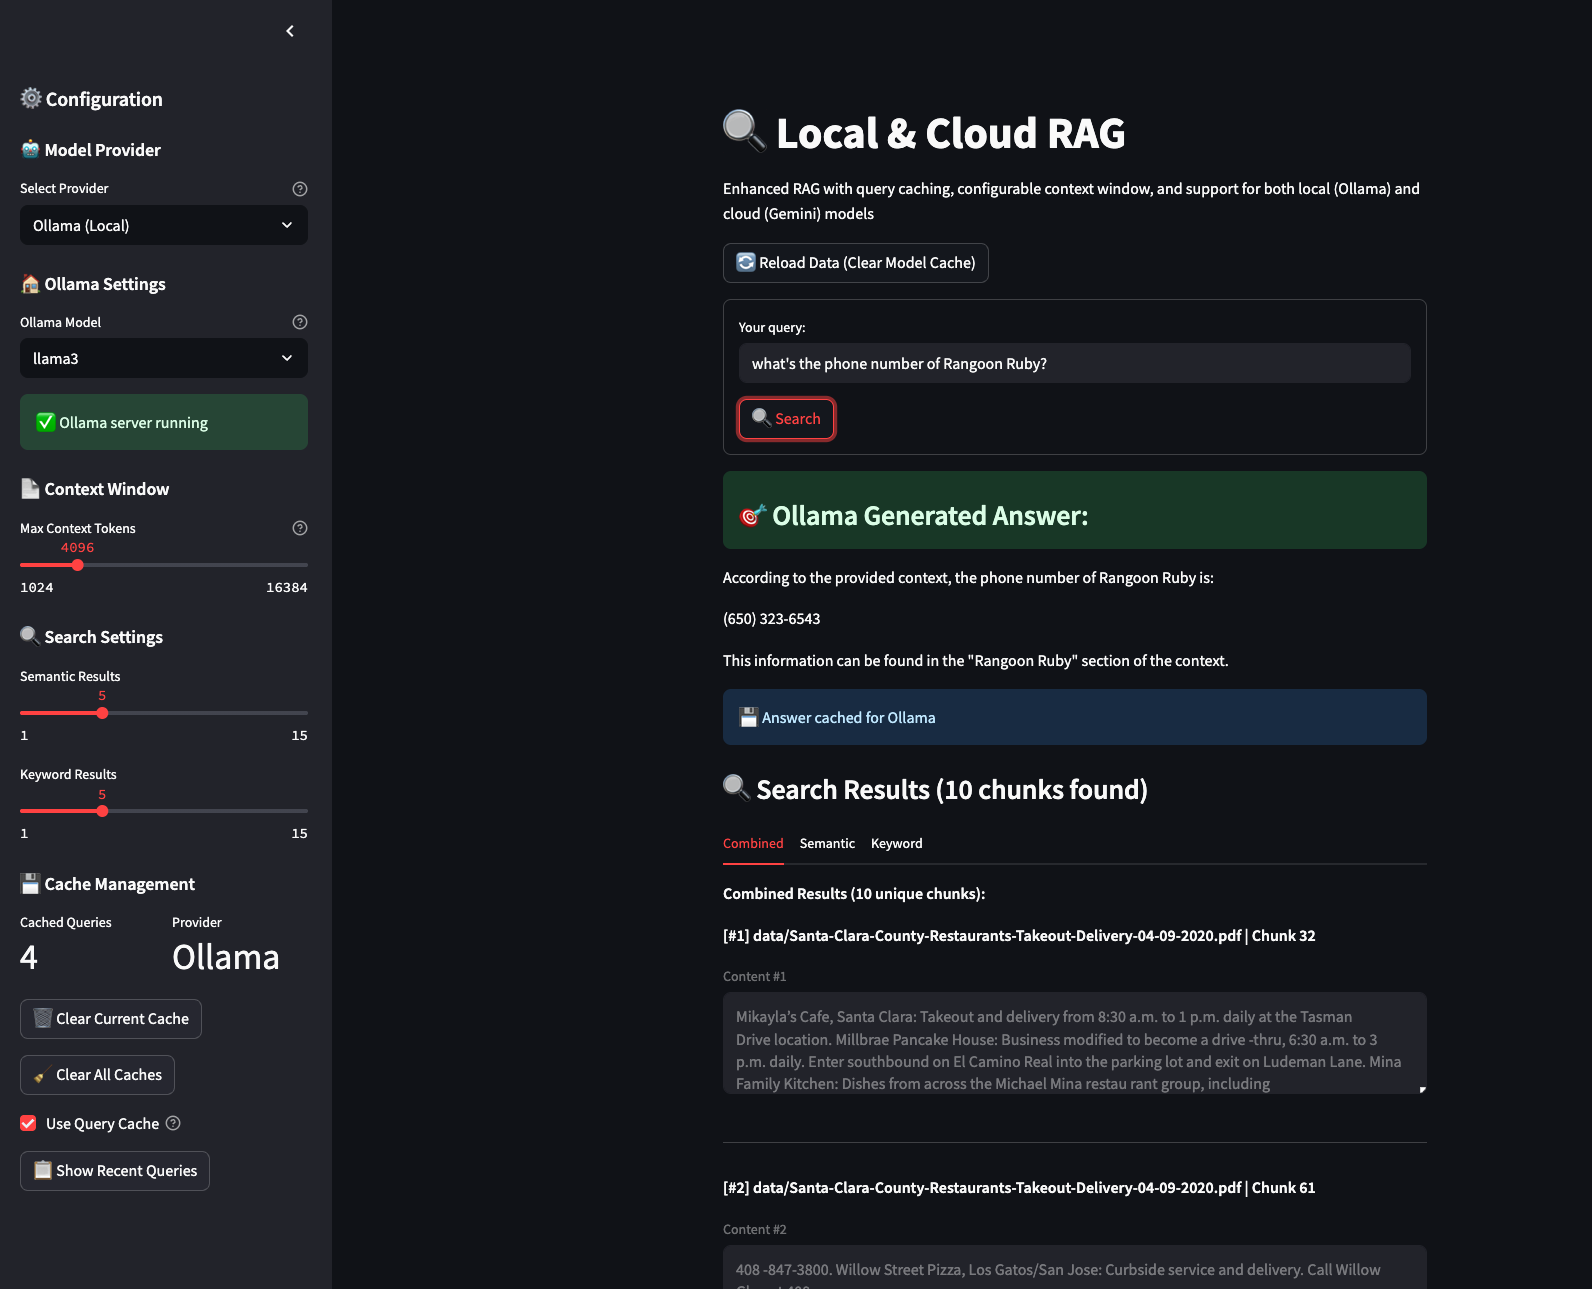 Configuration
Model Provider
Select Provider
Ollama (Local)
Ollama Settings
Ollama Model
llama3
Ollama server running
Context Window
Max Context Tokens
4096
1024 16384
Search Settings
Semantic Results
5
1 15
Keyword Results
5
1 15
Cache Management
Cached Queries Provider
4 Ollama
Clear Current Cache
Clear All Caches
Use Query Cache
Show Recent Queries
Local & Cloud RAG
Enhanced RAG with query caching, configurable context window, and support for both local (Ollama) and
cloud (Gemini) models
Reload Data (Clear Model Cache)
Your query:
what's the phone number of Rangoon Ruby?
Search
Ollama Generated Answer:
According to the provided context, the phone number of Rangoon Ruby is:
(650) 323-6543
This information can be found in the "Rangoon Ruby" section of the context.
Answer cached for Ollama
Search Results (10 chunks found)
Combined Semantic Keyword
Combined Results (10 unique chunks):
[#1] data/Santa-Clara-County-Restaurants-Takeout-Delivery-04-09-2020.pdf | Chunk 32
Content #1
Mikayla’s Cafe, Santa Clara: Takeout and delivery from 8:30 a.m. to 1 p.m. daily at the Tasman
Drive location. Millbrae Pancake House: Business modified to become a drive -thru, 6:30 a.m. to 3
p.m. daily. Enter southbound on El Camino Real into the parking lot and exit on Ludeman Lane. Mina
Family Kitchen: Dishes from across the Michael Mina restau rant group, including
[#2] data/Santa-Clara-County-Restaurants-Takeout-Delivery-04-09-2020.pdf | Chunk 61
Content #2
408 -847-3800. Willow Street Pizza, Los Gatos/San Jose: Curbside service and delivery. Call Willow